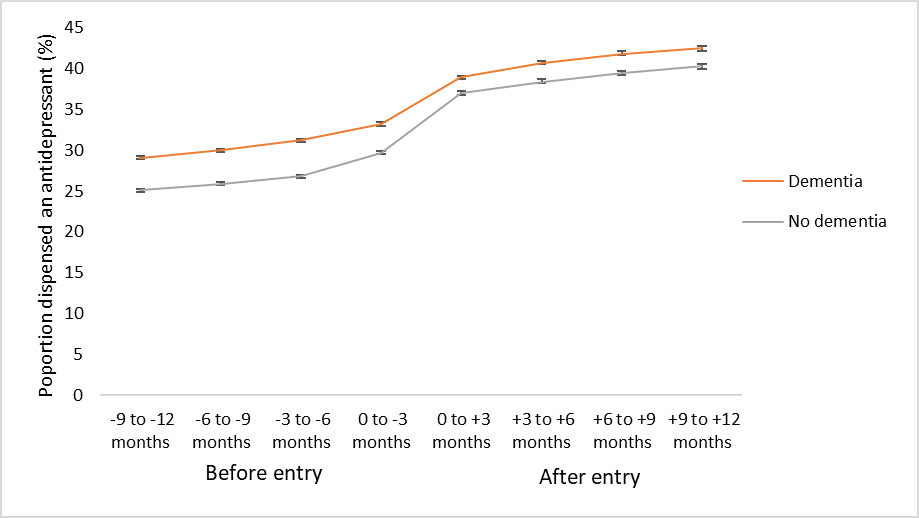 Poportion dispensed an antidepressant (%)
45
40
35
30
25
20
15
10
5
0
-9 to -12 -6 to -9 -3 to -6 0 to -3 0 to +3 +3 to +6 +6 to +9 +9 to +12
months months months months months months months months
Before entry After entry
Dementia
No dementia